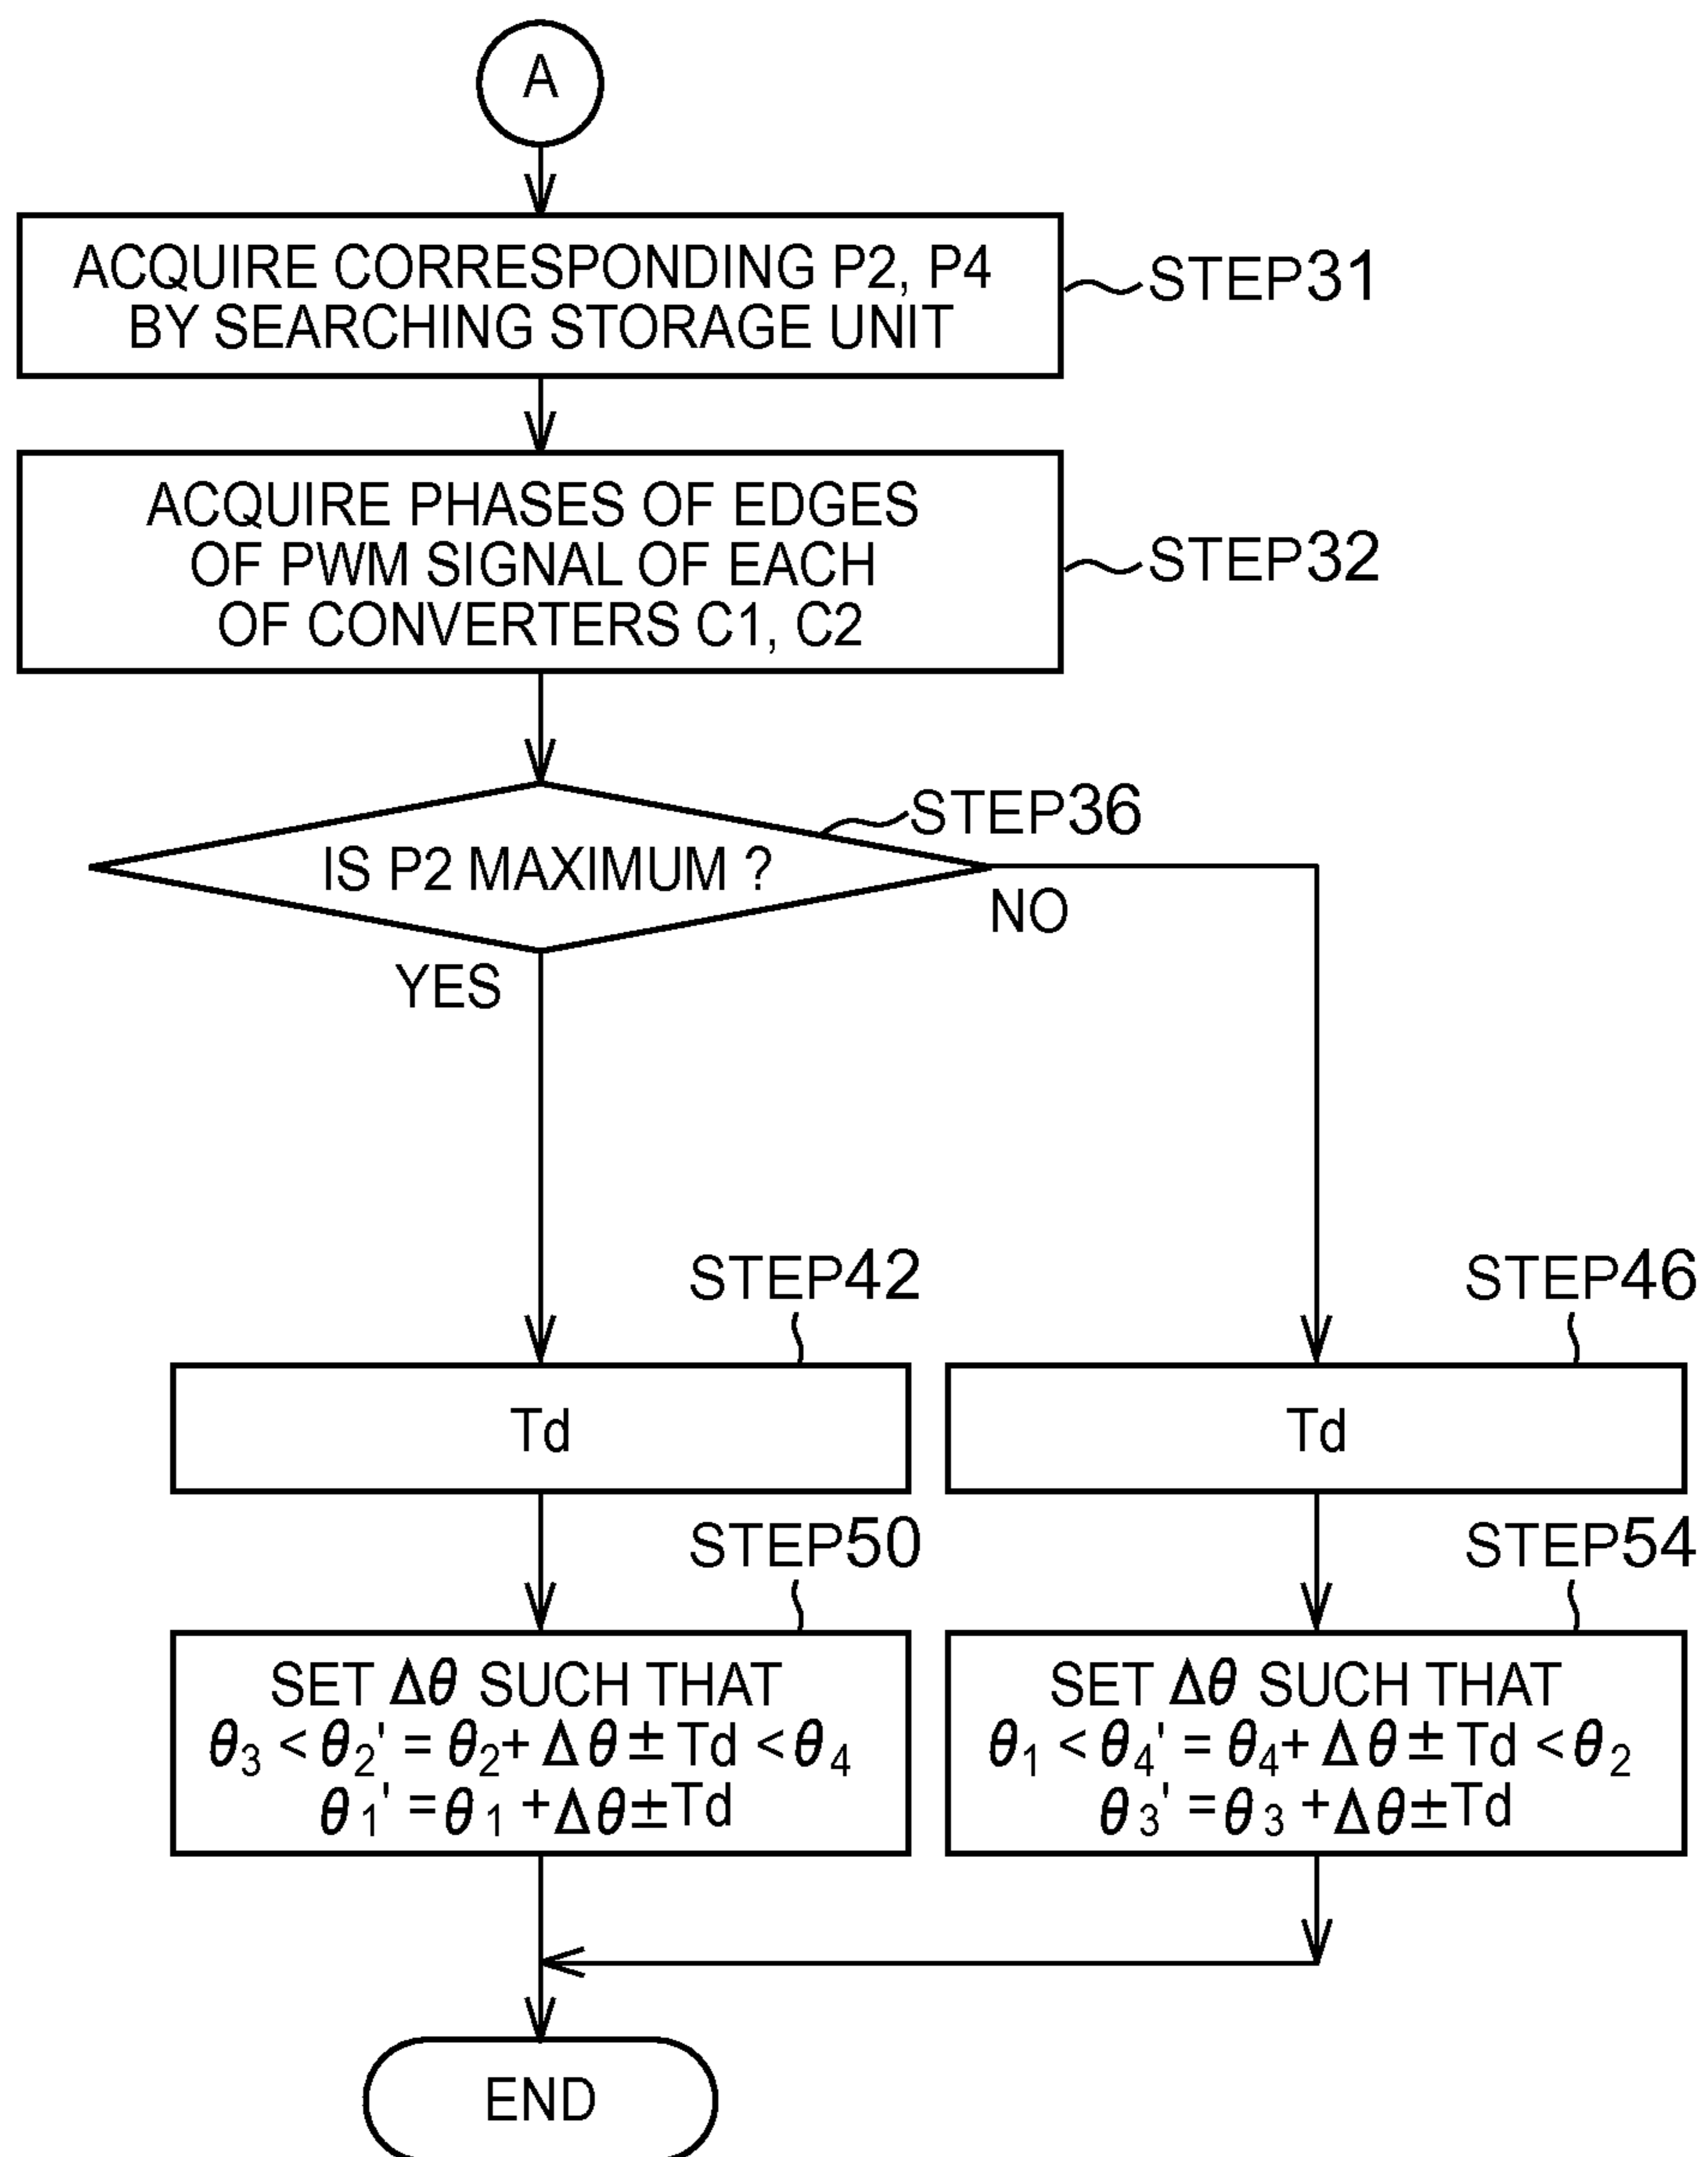 A
ACQUIRE CORRESPONDING P2, P4
BY SEARCHING STORAGE UNIT
STEP31
ACQUIRE PHASES OF EDGES
OF PWM SIGNAL OF EACH
OF CONVERTERS C1, C2
STEP32
STEP36
IS P2 MAXIMUM ?
NO
YES
STEP42
Td
STEP46
Td
STEP50
SET Δθ SUCH THAT
θ₃ < θ₂' = θ₂+ Δθ ± Td < θ₄
θ₁' = θ₁ + Δθ ± Td
STEP54
SET Δθ SUCH THAT
θ₁ < θ₄' = θ₄+ Δθ ± Td < θ₂
θ₃' = θ₃ + Δθ ± Td
END